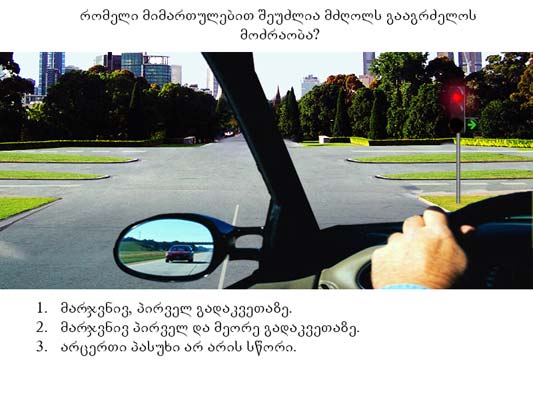 რომელი მიმართულებით შეუძლია მძღოლს გააგრძელოს
მოძრაობა?
1. მარჯვნივ, პირველ გადაკვეთაზე.
2. მარჯვნივ პირველ და მეორე გადაკვეთაზე.
3. არცერთი პასუხი არ არის სწორი.